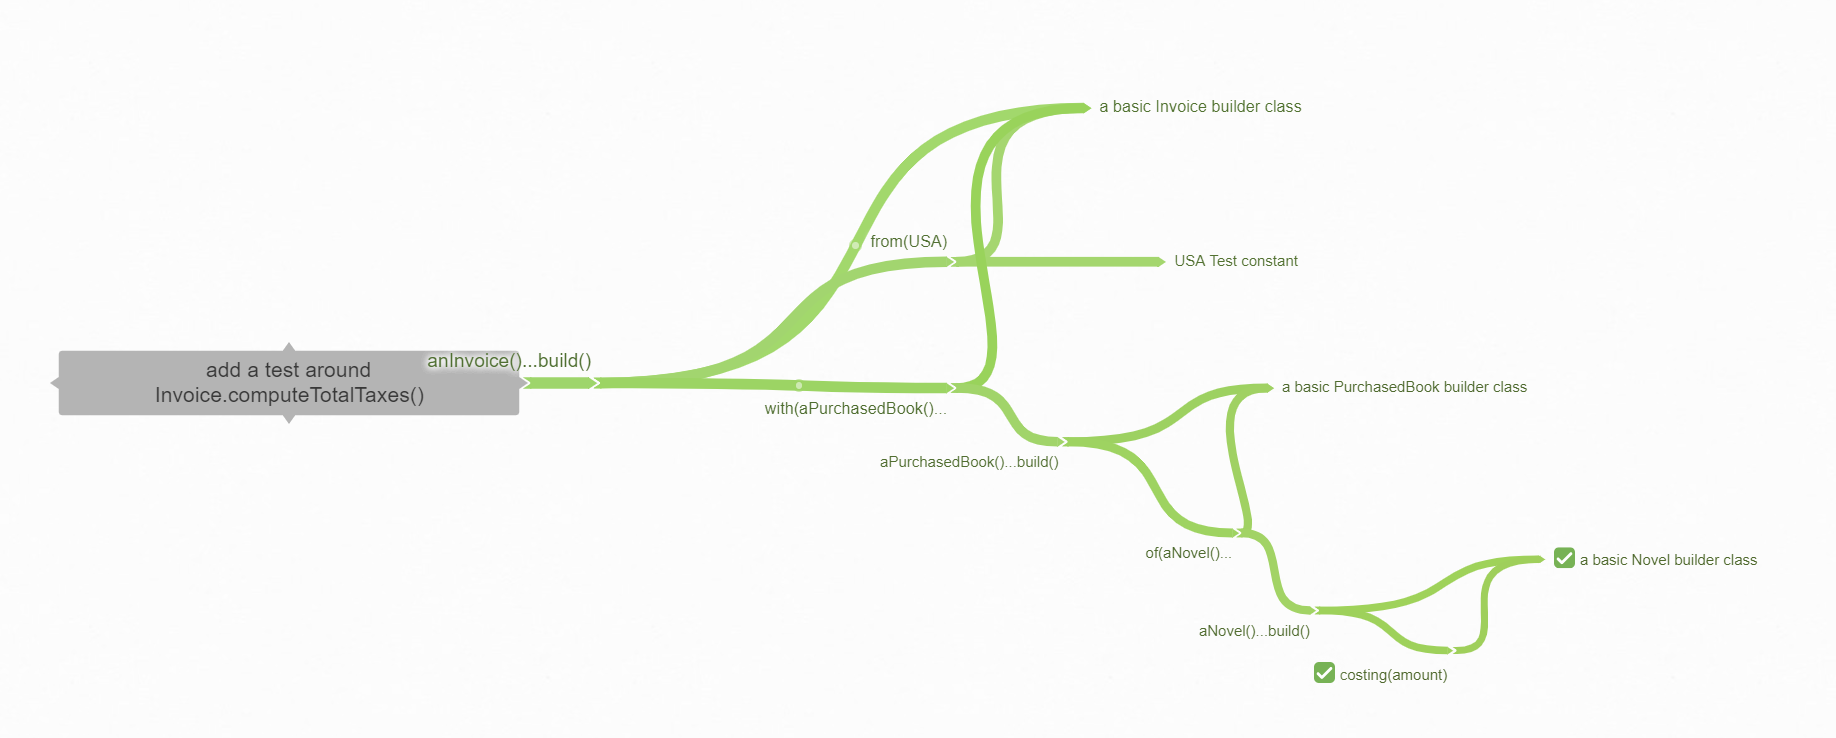 a basic Invoice builder class
from(USA)
USA Test constant
add a test around
Invoice.computeTotalTaxes()
anInvoice()...build()
with(aPurchasedBook()...
a basic PurchasedBook builder class
aPurchasedBook()...build()
of(aNovel()...
a basic Novel builder class
aNovel()...build()
costing(amount)